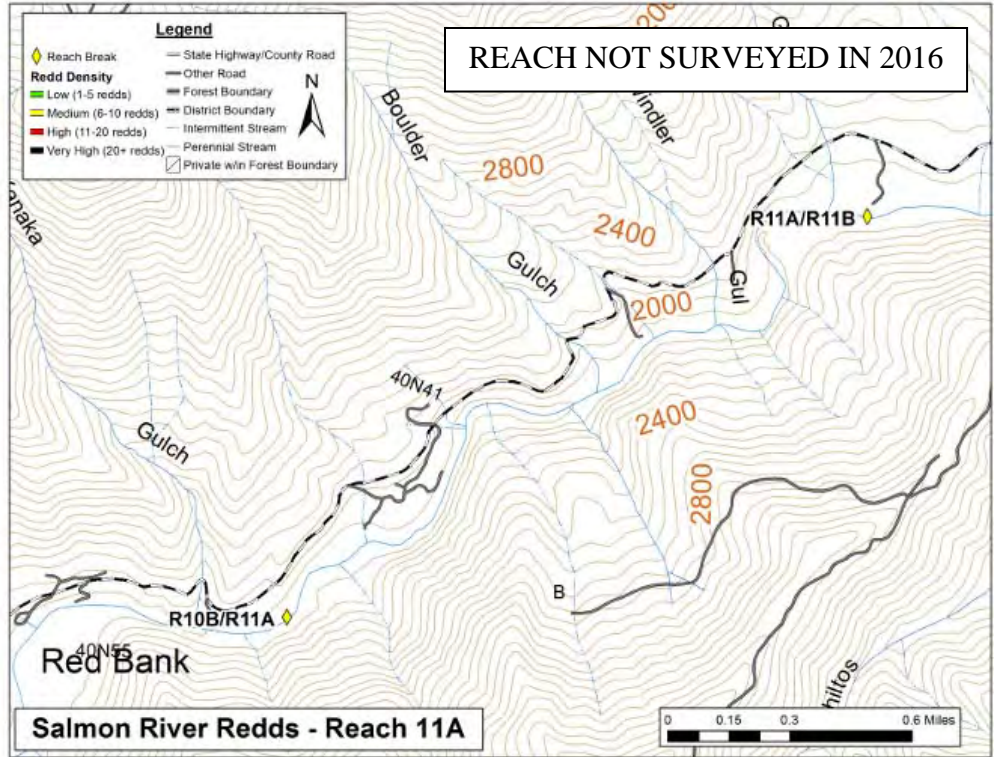 Legend
Reach Break
Redd Density
Low (1-5 redds)
Medium (6-10 redds)
High (11-20 redds)
Very High (20+ redds)
State Highway/County Road
Other Road
Forest Boundary
District Boundary
Intermittent Stream
Perennial Stream
Private w/in Forest Boundary
N
REACH NOT SURVEYED IN 2016
Boulder
2800
2400
Gulch
2000
R11A/R11B
Gul
40N41
2400
Gulch
2800
B
R10B/R11A
40N55
Red Bank
Salmon River Redds - Reach 11A
0 0.15 0.3 0.6 Miles